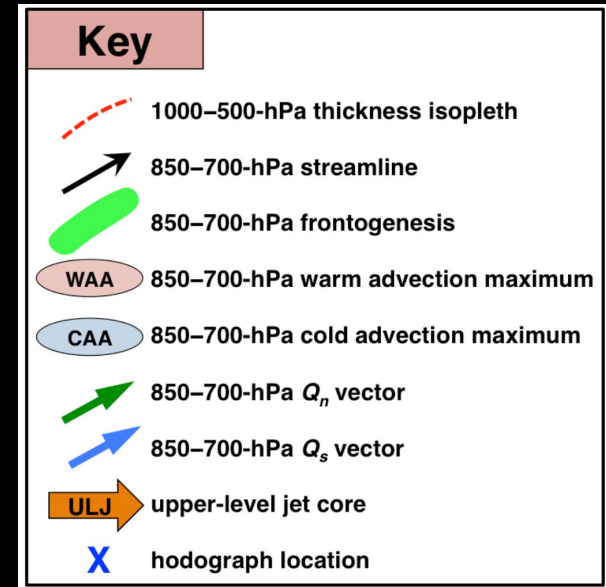 Key
1000–500-hPa thickness isopleth
850–700-hPa streamline
850–700-hPa frontogenesis
WAA 850–700-hPa warm advection maximum
CAA 850–700-hPa cold advection maximum
850–700-hPa Qn vector
850–700-hPa Qs vector
ULJ upper-level jet core
X hodograph location